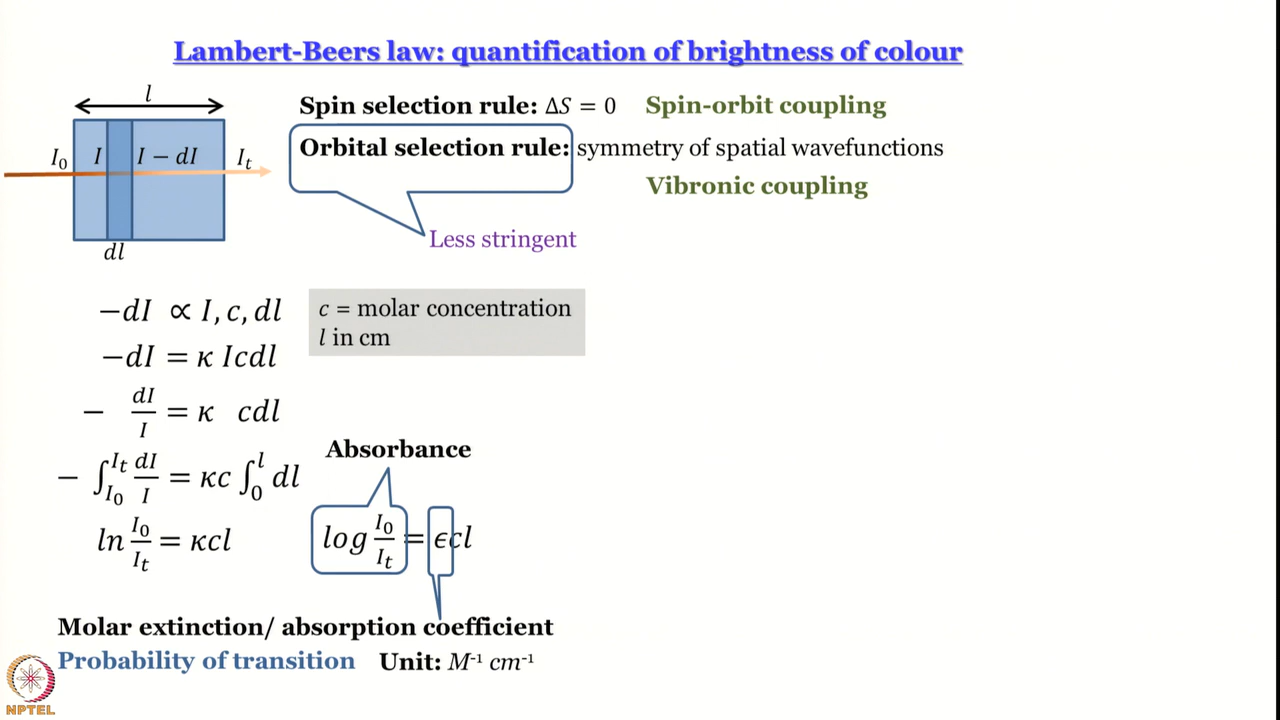 Lambert-Beers law: quantification of brightness of colour
l
I₀ I I − dI Iₜ
dl
Spin selection rule: ΔS = 0 Spin-orbit coupling
Orbital selection rule: symmetry of spatial wavefunctions
Vibronic coupling
Less stringent
−dI ∝ I, c, dl
c = molar concentration
l in cm
−dI = κ Icdl
− dI/I = κ cdl
Absorbance
− ∫_{I₀}^{Iₜ} dI/I = κc ∫_0^l dl
ln I₀/Iₜ = κcl
log I₀/Iₜ = ϵcl
Molar extinction/ absorption coefficient
Probability of transition Unit: M⁻¹ cm⁻¹
NPTEL